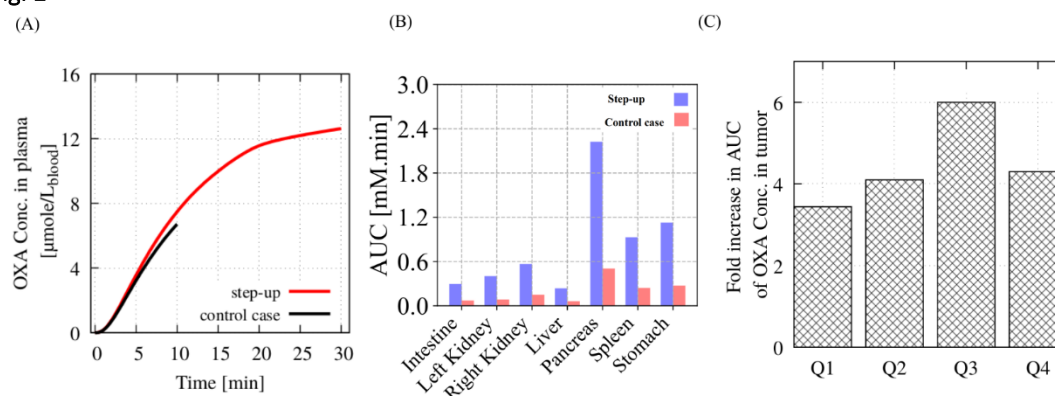 (A)
(B)
(C)
OXA Conc. in plasma
[μmole/L_blood]
16
12
8
4
0
step-up
control case
0 5 10 15 20 25 30
Time [min]
AUC [mM.min]
3.0
2.4
1.8
1.2
0.6
0.0
Step-up
Control case
Intestine
Left Kidney
Right Kidney
Liver
Pancreas
Spleen
Stomach
Fold increase in AUC
of OXA Conc. in tumor
6
4
2
0
Q1 Q2 Q3 Q4